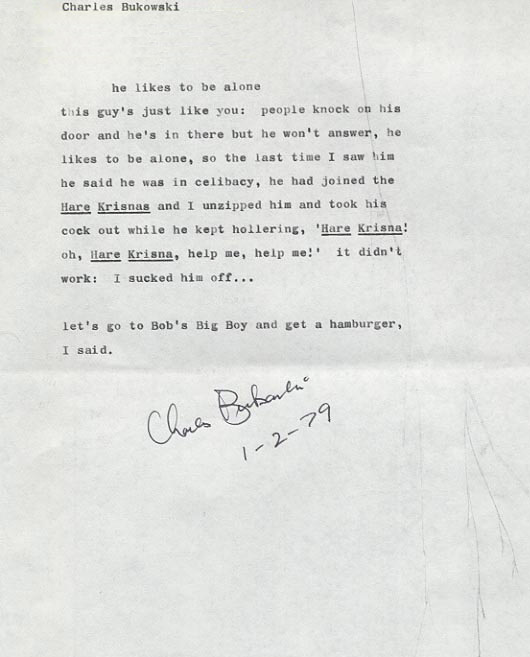 Charles Bukowski
he likes to be alone
this guy's just like you: people knock on his
door and he's in there but he won't answer, he
likes to be alone, so the last time I saw him
he said he was in celibacy, he had joined the
Hare Krisnas and I unzipped him and took his
cock out while he kept hollering, 'Hare Krisna!
oh, Hare Krisna, help me, help me!' it didn't
work: I sucked him off...
let's go to Bob's Big Boy and get a hamburger,
I said.
Charles Bukowski
1-2-79